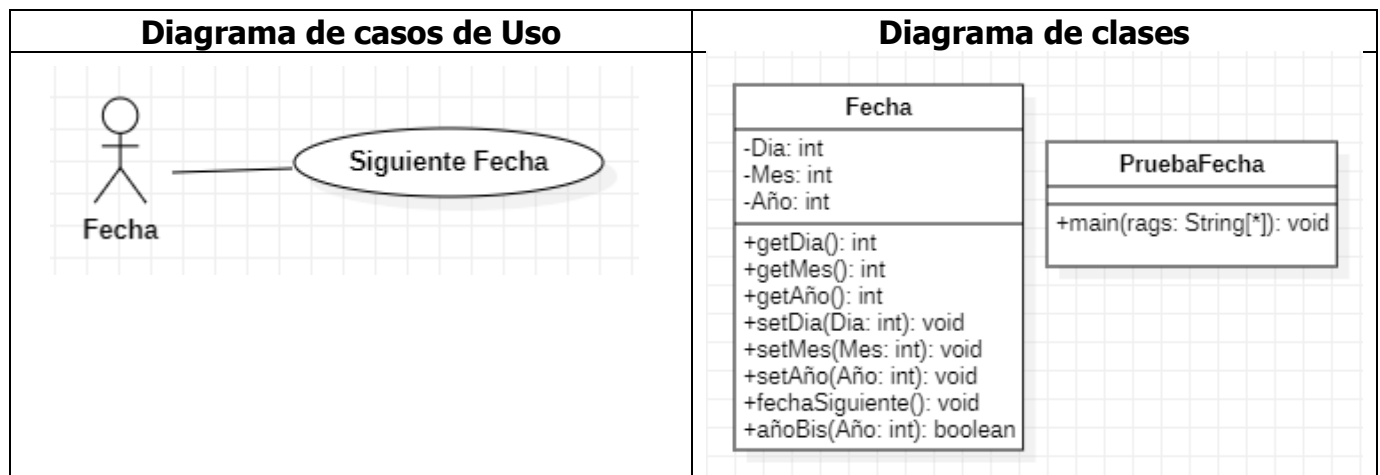 Diagrama de casos de Uso
Siguiente Fecha
Fecha
Diagrama de clases
Fecha
-Dia: int
-Mes: int
-Año: int
+getDia(): int
+getMes(): int
+getAño(): int
+setDia(Dia: int): void
+setMes(Mes: int): void
+setAño(Año: int): void
+fechaSiguiente(): void
+añoBis(Año: int): boolean
PruebaFecha
+main(rags: String[*]): void